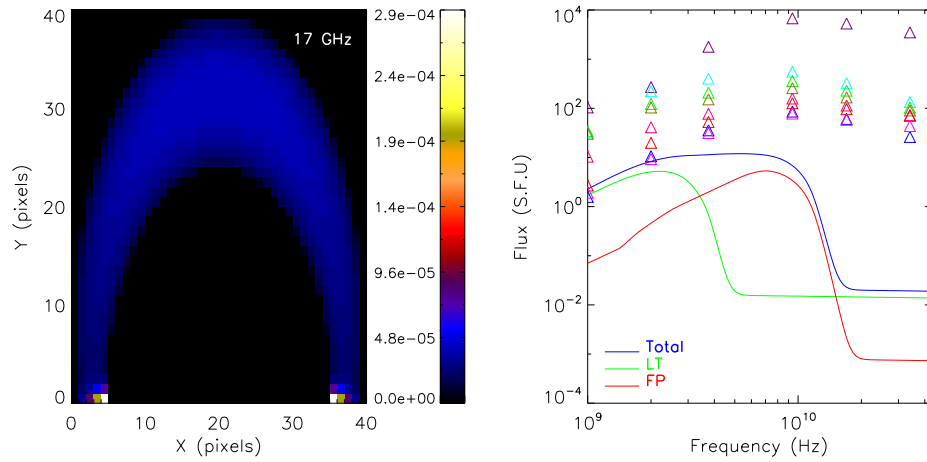 17 GHz
Y (pixels)
40
30
20
10
0
0
10
20
30
40
X (pixels)
2.9e-04
2.4e-04
1.9e-04
1.4e-04
9.6e-05
4.8e-05
0.0e+00
Flux (S.F.U)
10^4
10^2
10^0
10^-2
10^-4
Total
LT
FP
10^9
10^10
Frequency (Hz)